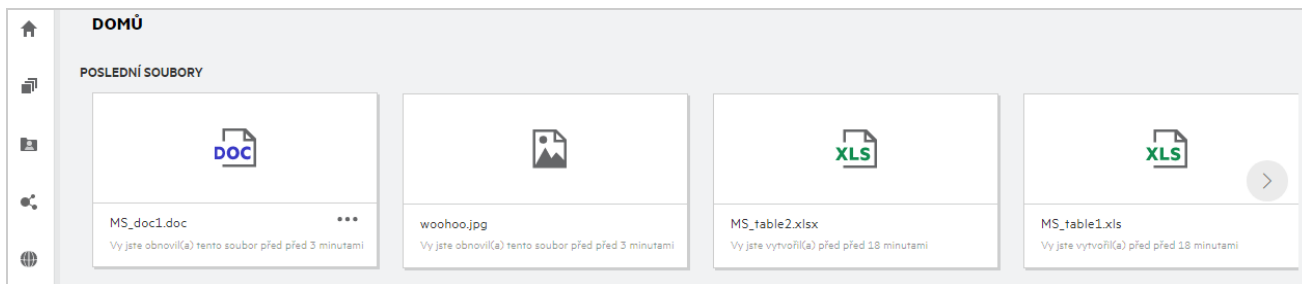 DOMŮ
POSLEDNÍ SOUBORY
DOC
XLS
XLS
MS_doc1.doc
Vy jste obnovil(a) tento soubor před před 3 minutami
woohoo.jpg
Vy jste obnovil(a) tento soubor před před 3 minutami
MS_table2.xlsx
Vy jste vytvořil(a) před před 18 minutami
MS_table1.xls
Vy jste vytvořil(a) před před 18 minutami